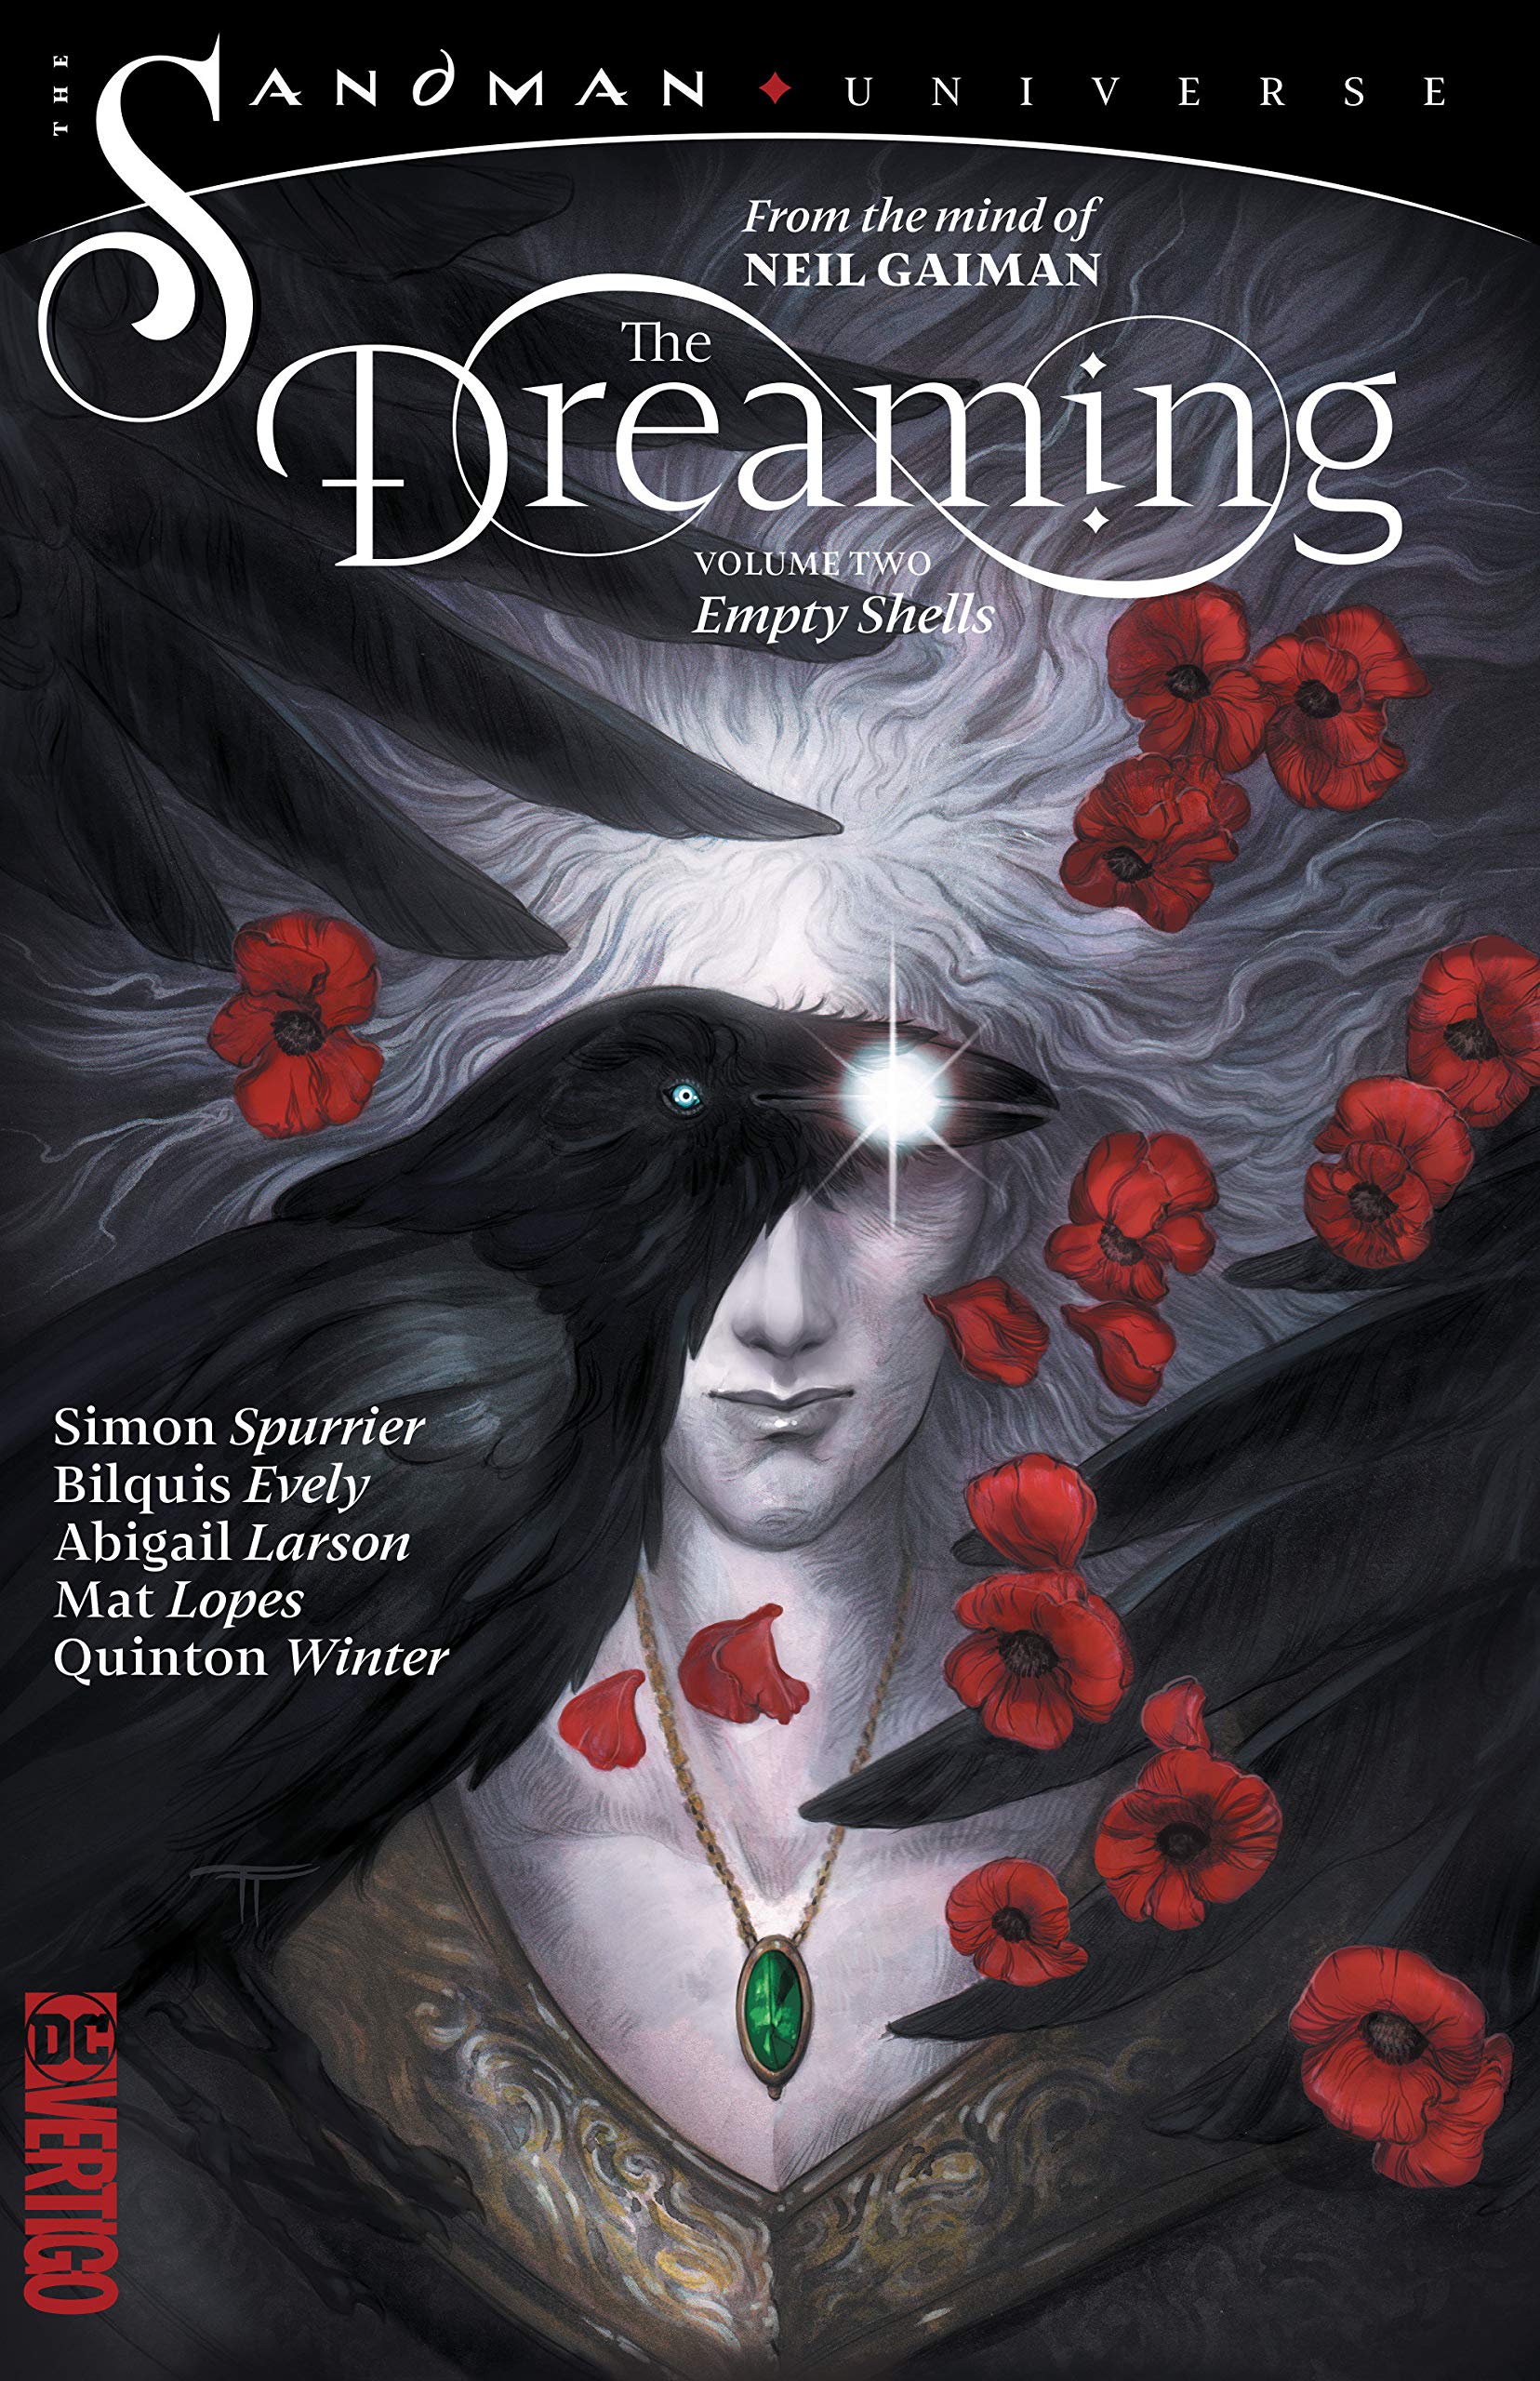 THE SANDMAN UNIVERSE
From the mind of
NEIL GAIMAN
The
Dreaming
VOLUME TWO
Empty Shells
Simon Spurrier
Bilquis Evely
Abigail Larson
Mat Lopes
Quinton Winter
TT
DC VERTIGO